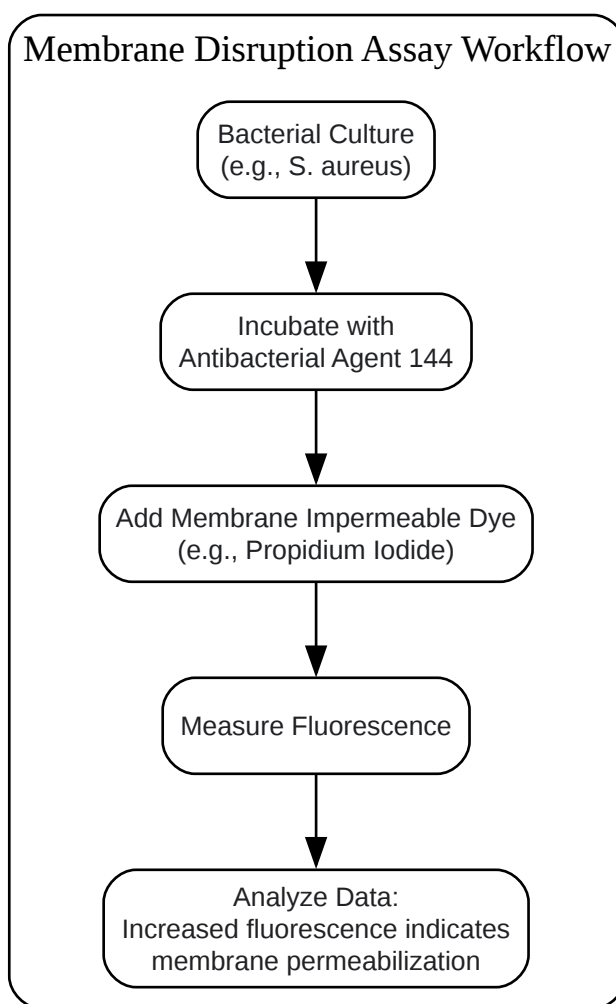 Membrane Disruption Assay Workflow
Bacterial Culture
(e.g., S. aureus)
Incubate with
Antibacterial Agent 144
Add Membrane Impermeable Dye
(e.g., Propidium Iodide)
Measure Fluorescence
Analyze Data:
Increased fluorescence indicates
membrane permeabilization